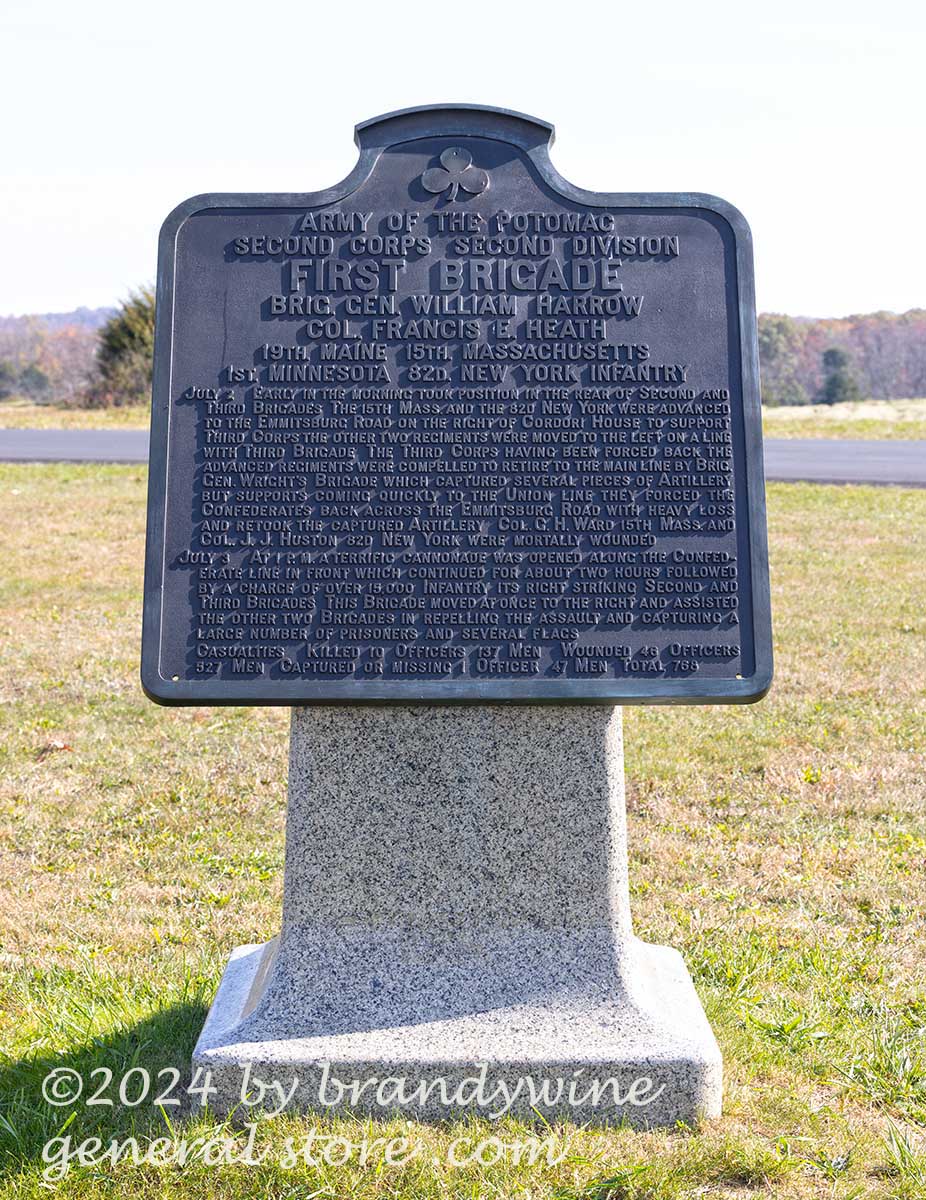 ARMY OF THE POTOMAC
SECOND CORPS SECOND DIVISION
FIRST BRIGADE
BRIG. GEN. WILLIAM HARROW
COL. FRANCIS E. HEATH
19TH. MAINE 15TH. MASSACHUSETTS
1ST. MINNESOTA 82D. NEW YORK INFANTRY
JULY 2 EARLY IN THE MORNING TOOK POSITION IN THE REAR OF SECOND AND
THIRD BRIGADES. THE 15TH MASS. AND THE 82D NEW YORK WERE ADVANCED
TO THE EMMITSBURG ROAD ON THE RIGHT OF CORDORI HOUSE TO SUPPORT
THIRD CORPS THE OTHER TWO REGIMENTS WERE MOVED TO THE LEFT ON A LINE
WITH THIRD BRIGADE. THE THIRD CORPS HAVING BEEN FORCED BACK THE
ADVANCED REGIMENTS WERE COMPELLED TO RETIRE TO THE MAIN LINE BY BRIG.
GEN. WRIGHT'S BRIGADE WHICH CAPTURED SEVERAL PIECES OF ARTILLERY
BUT SUPPORTS COMING QUICKLY TO THE UNION LINE THEY FORCED THE
CONFEDERATES BACK ACROSS THE EMMITSBURG ROAD WITH HEAVY LOSS
AND RETOOK THE CAPTURED ARTILLERY. COL. G. H. WARD 15TH MASS. AND
COL. J. J. HUSTON 82D NEW YORK WERE MORTALLY WOUNDED.
JULY 3 AT 1 P. M. A TERRIFIC CANNONADE WAS OPENED ALONG THE CONFED-
ERATE LINE IN FRONT WHICH CONTINUED FOR ABOUT TWO HOURS FOLLOWED
BY A CHARGE OF OVER 15,000 INFANTRY ITS RIGHT STRIKING SECOND AND
THIRD BRIGADES. THIS BRIGADE MOVED AT ONCE TO THE RIGHT AND ASSISTED
THE OTHER TWO BRIGADES IN REPELLING THE ASSAULT AND CAPTURING A
LARGE NUMBER OF PRISONERS AND SEVERAL FLAGS.
CASUALTIES. KILLED 10 OFFICERS 137 MEN WOUNDED 46 OFFICERS
527 MEN CAPTURED OR MISSING 1 OFFICER 47 MEN TOTAL 768
©2024 by brandywine
general store .com